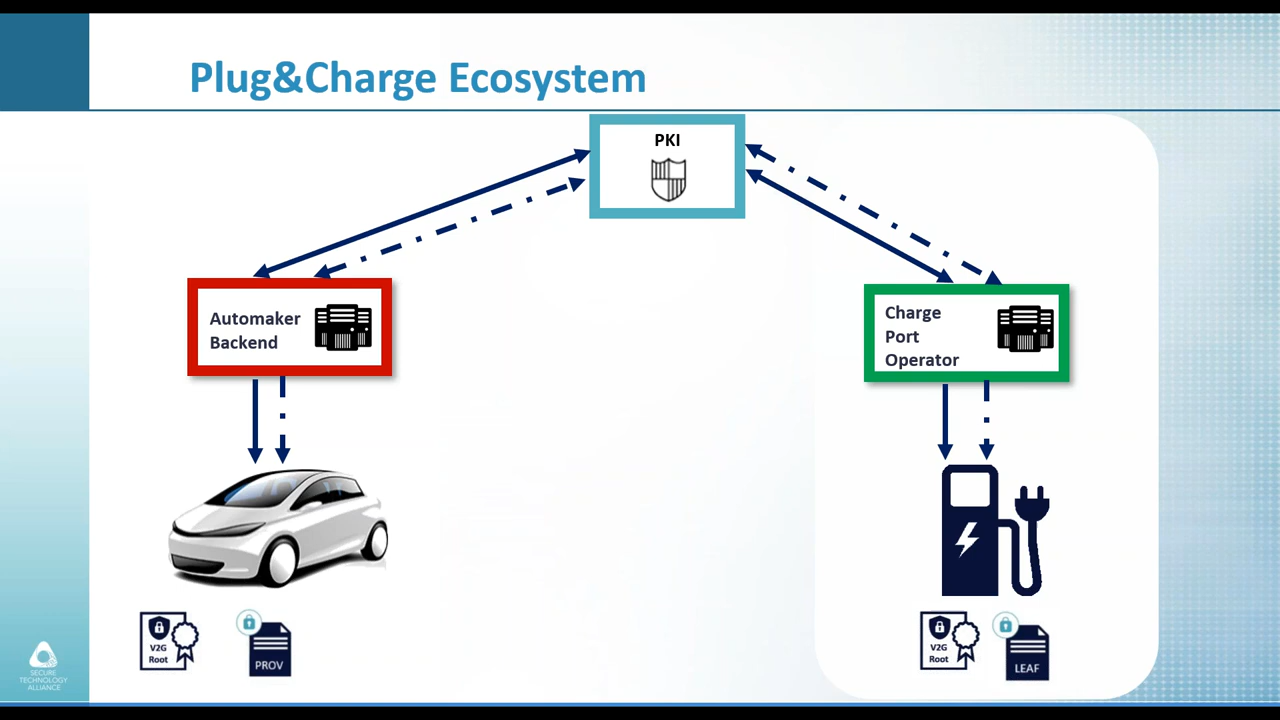 Plug&Charge Ecosystem
PKI
Automaker
Backend
Charge
Port
Operator
V2G
Root
PROV
V2G
Root
LEAF
SECURE
TECHNOLOGY
ALLIANCE